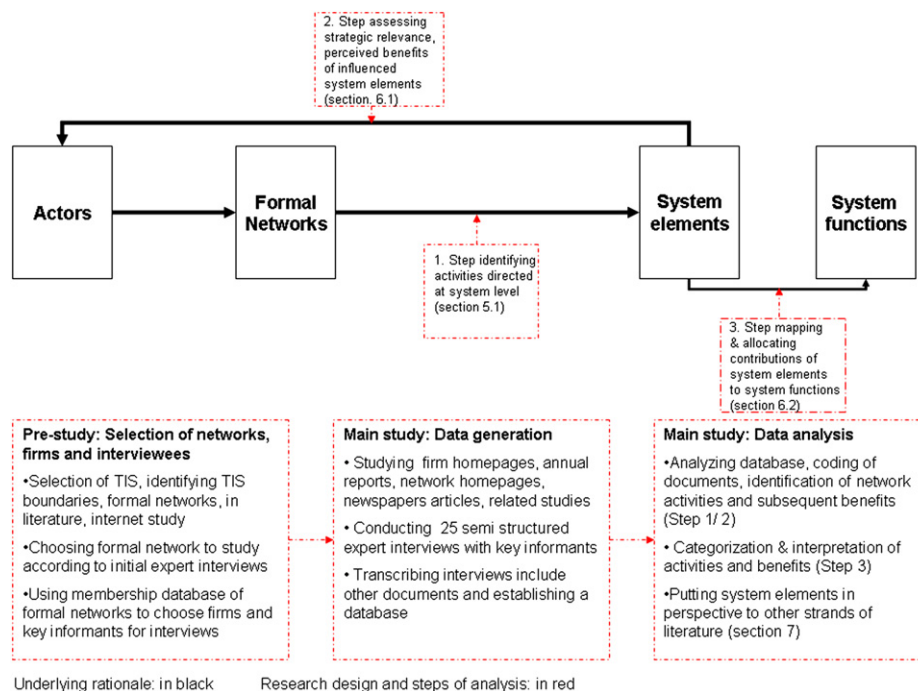 2. Step assessing
strategic relevance,
perceived benefits
of influenced
system elements
(section. 6.1)
Actors
Formal
Networks
System
elements
System
functions
1. Step identifying
activities directed
at system level
(section 5.1)
3. Step mapping
& allocating
contributions of
system elements
to system functions
(section 6.2)
Pre-study: Selection of networks,
firms and interviewees
•Selection of TIS, identifying TIS
boundaries, formal networks, in
literature, internet study
•Choosing formal network to study
according to initial expert interviews
•Using membership database of
formal networks to choose firms and
key informants for interviews
Main study: Data generation
• Studying firm homepages, annual
reports, network homepages,
newspapers articles, related studies
• Conducting 25 semi structured
expert interviews with key informants
• Transcribing interviews include
other documents and establishing a
database
Main study: Data analysis
•Analyzing database, coding of
documents, identification of network
activities and subsequent benefits
(Step 1/ 2)
• Categorization & interpretation of
activities and benefits (Step 3)
•Putting system elements in
perspective to other strands of
literature (section 7)
Underlying rationale: in black
Research design and steps of analysis: in red